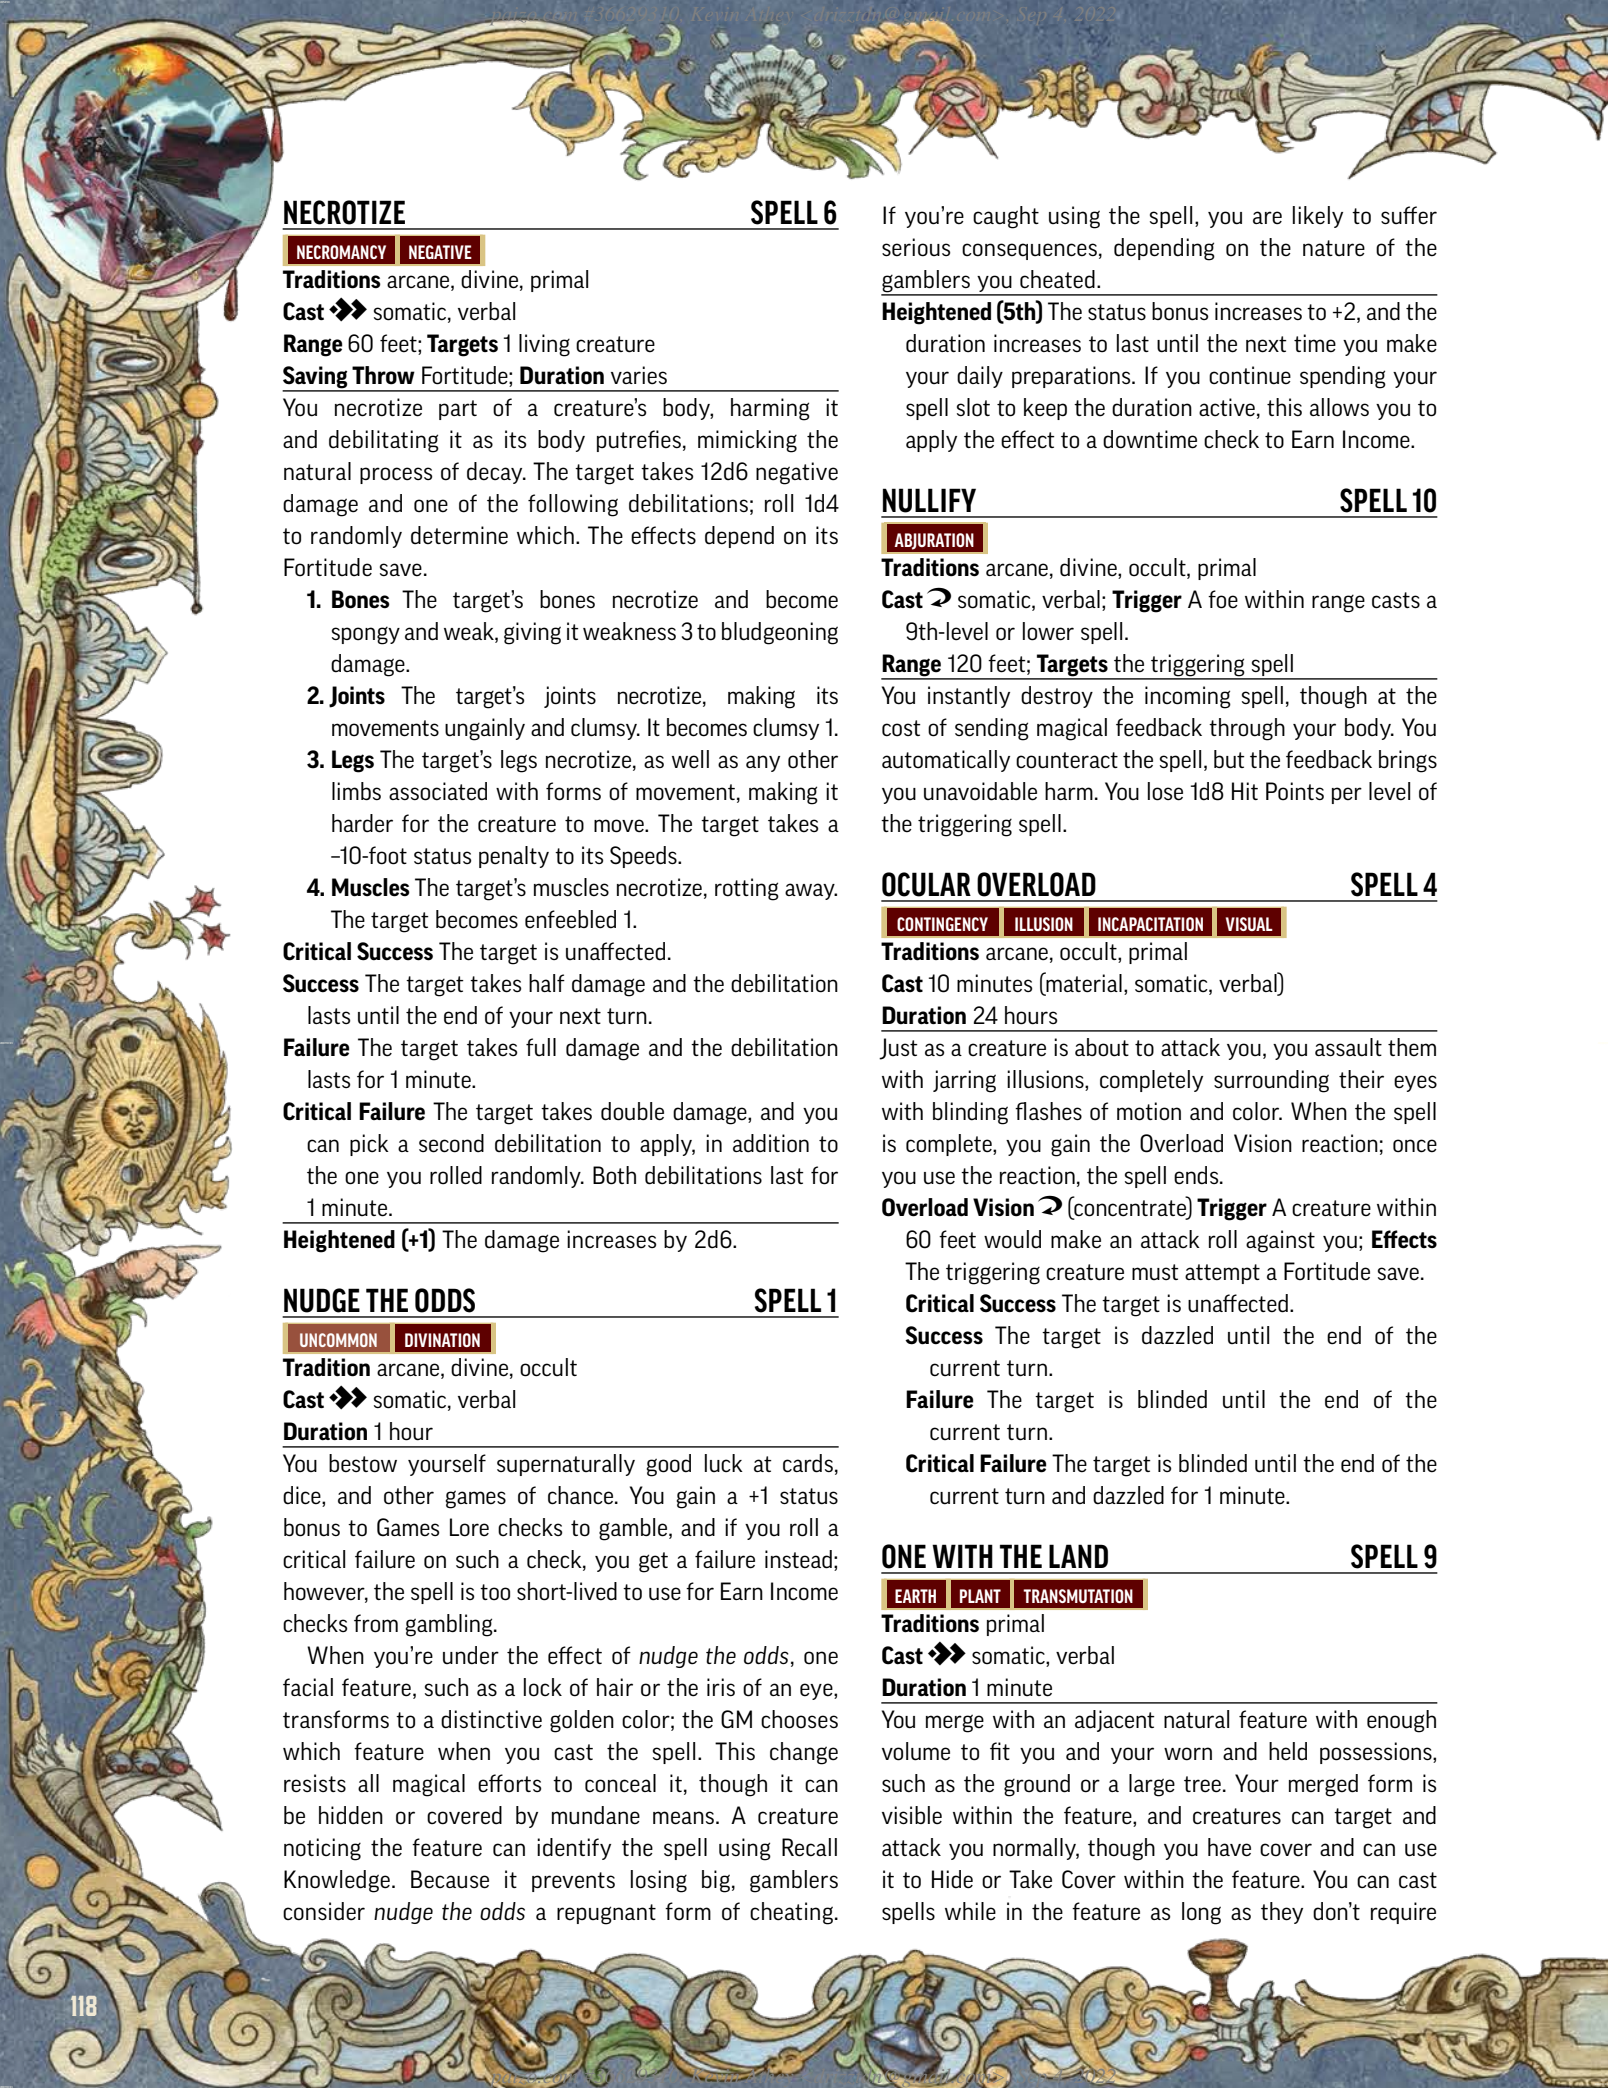 paizo.com #36629310, Kevin Athey <drizztdn@gmail.com>, Sep 4, 2022
NECROTIZE SPELL 6
NECROMANCY NEGATIVE
Traditions arcane, divine, primal
Cast somatic, verbal
Range 60 feet; Targets 1 living creature
Saving Throw Fortitude; Duration varies
You necrotize part of a creature's body, harming it
and debilitating it as its body putrefies, mimicking the
natural process of decay. The target takes 12d6 negative
damage and one of the following debilitations; roll 1d4
to randomly determine which. The effects depend on its
Fortitude save.
1. Bones The target's bones necrotize and become
spongy and weak, giving it weakness 3 to bludgeoning
damage.
2. Joints The target's joints necrotize, making its
movements ungainly and clumsy. It becomes clumsy 1.
3. Legs The target's legs necrotize, as well as any other
limbs associated with forms of movement, making it
harder for the creature to move. The target takes a
–10-foot status penalty to its Speeds.
4. Muscles The target's muscles necrotize, rotting away.
The target becomes enfeebled 1.
Critical Success The target is unaffected.
Success The target takes half damage and the debilitation
lasts until the end of your next turn.
Failure The target takes full damage and the debilitation
lasts for 1 minute.
Critical Failure The target takes double damage, and you
can pick a second debilitation to apply, in addition to
the one you rolled randomly. Both debilitations last for
1 minute.
Heightened (+1) The damage increases by 2d6.
NUDGE THE ODDS SPELL 1
UNCOMMON DIVINATION
Tradition arcane, divine, occult
Cast somatic, verbal
Duration 1 hour
You bestow yourself supernaturally good luck at cards,
dice, and other games of chance. You gain a +1 status
bonus to Games Lore checks to gamble, and if you roll a
critical failure on such a check, you get a failure instead;
however, the spell is too short-lived to use for Earn Income
checks from gambling.
When you're under the effect of nudge the odds, one
facial feature, such as a lock of hair or the iris of an eye,
transforms to a distinctive golden color; the GM chooses
which feature when you cast the spell. This change
resists all magical efforts to conceal it, though it can
be hidden or covered by mundane means. A creature
noticing the feature can identify the spell using Recall
Knowledge. Because it prevents losing big, gamblers
consider nudge the odds a repugnant form of cheating.
If you're caught using the spell, you are likely to suffer
serious consequences, depending on the nature of the
gamblers you cheated.
Heightened (5th) The status bonus increases to +2, and the
duration increases to last until the next time you make
your daily preparations. If you continue spending your
spell slot to keep the duration active, this allows you to
apply the effect to a downtime check to Earn Income.
NULLIFY SPELL 10
ABJURATION
Traditions arcane, divine, occult, primal
Cast somatic, verbal; Trigger A foe within range casts a
9th-level or lower spell.
Range 120 feet; Targets the triggering spell
You instantly destroy the incoming spell, though at the
cost of sending magical feedback through your body. You
automatically counteract the spell, but the feedback brings
you unavoidable harm. You lose 1d8 Hit Points per level of
the triggering spell.
OCULAR OVERLOAD SPELL 4
CONTINGENCY ILLUSION INCAPACITATION VISUAL
Traditions arcane, occult, primal
Cast 10 minutes (material, somatic, verbal)
Duration 24 hours
Just as a creature is about to attack you, you assault them
with jarring illusions, completely surrounding their eyes
with blinding flashes of motion and color. When the spell
is complete, you gain the Overload Vision reaction; once
you use the reaction, the spell ends.
Overload Vision (concentrate) Trigger A creature within
60 feet would make an attack roll against you; Effects
The triggering creature must attempt a Fortitude save.
Critical Success The target is unaffected.
Success The target is dazzled until the end of the
current turn.
Failure The target is blinded until the end of the
current turn.
Critical Failure The target is blinded until the end of the
current turn and dazzled for 1 minute.
ONE WITH THE LAND SPELL 9
EARTH PLANT TRANSMUTATION
Traditions primal
Cast somatic, verbal
Duration 1 minute
You merge with an adjacent natural feature with enough
volume to fit you and your worn and held possessions,
such as the ground or a large tree. Your merged form is
visible within the feature, and creatures can target and
attack you normally, though you have cover and can use
it to Hide or Take Cover within the feature. You can cast
spells while in the feature as long as they don't require
118